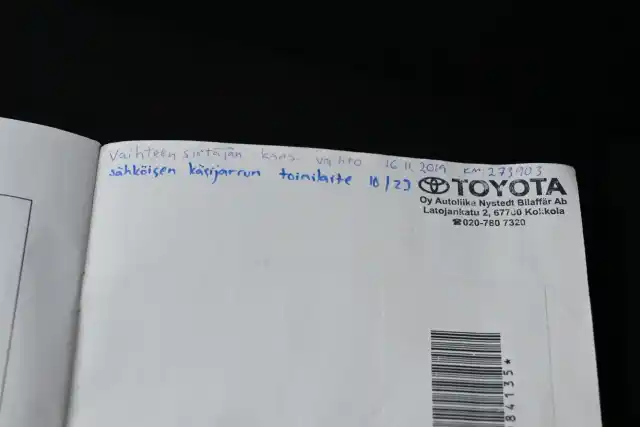 Vaihteen siirtäjän vaihto 16.11.2019 KM 273903
sähköisen käsijarrun toimilaite 10/23
TOYOTA
Oy Autoliike Nystedt Bilaffär Ab
Latojankatu 2, 67700 Kokkola
☎020-780 7320
84135*